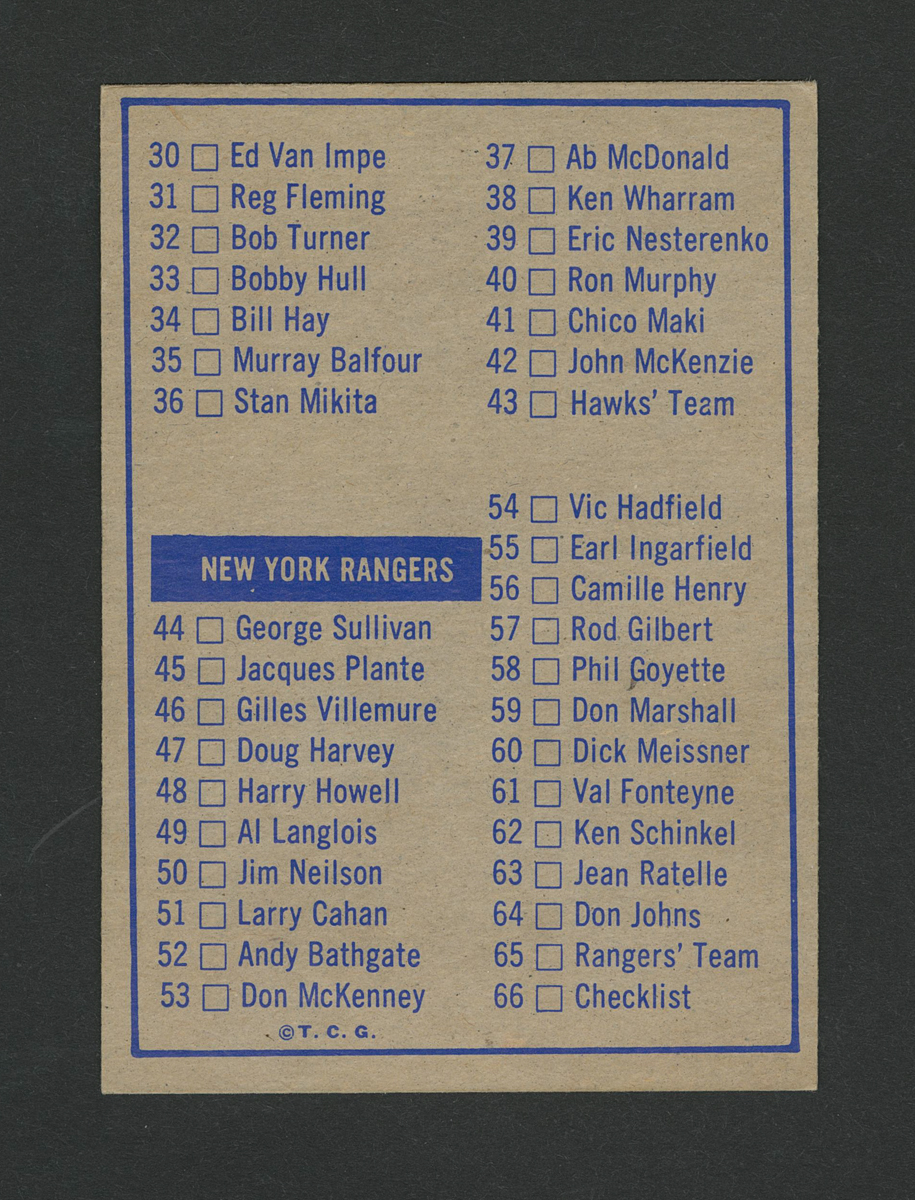 30 Ed Van Impe
31 Reg Fleming
32 Bob Turner
33 Bobby Hull
34 Bill Hay
35 Murray Balfour
36 Stan Mikita
37 Ab McDonald
38 Ken Wharram
39 Eric Nesterenko
40 Ron Murphy
41 Chico Maki
42 John McKenzie
43 Hawks' Team
NEW YORK RANGERS
44 George Sullivan
45 Jacques Plante
46 Gilles Villemure
47 Doug Harvey
48 Harry Howell
49 Al Langlois
50 Jim Neilson
51 Larry Cahan
52 Andy Bathgate
53 Don McKenney
54 Vic Hadfield
55 Earl Ingarfield
56 Camille Henry
57 Rod Gilbert
58 Phil Goyette
59 Don Marshall
60 Dick Meissner
61 Val Fonteyne
62 Ken Schinkel
63 Jean Ratelle
64 Don Johns
65 Rangers' Team
66 Checklist
©T. C. G.